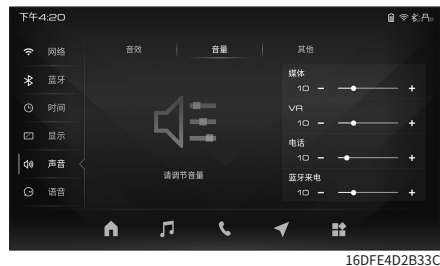 下午4:20
网络
蓝牙
时间
显示
声音
语音
音效
音量
其他
请调节音量
媒体
10 − +
VR
10 − +
电话
10 − +
蓝牙来电
10 − +
16DFE4D2B33C